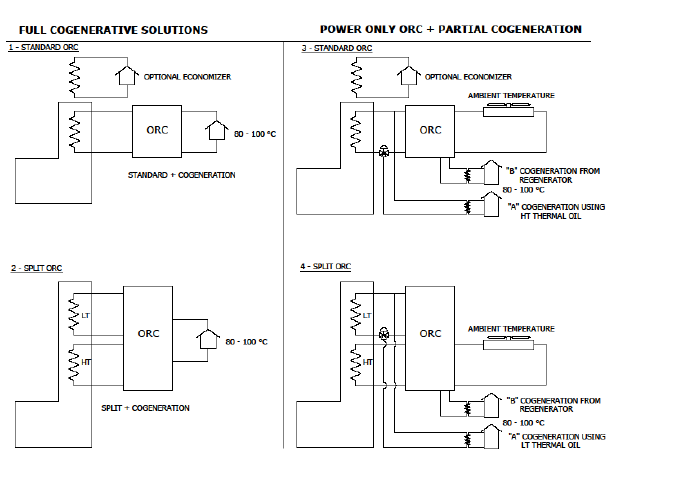 FULL COGENERATIVE SOLUTIONS
1 - STANDARD ORC
OPTIONAL ECONOMIZER
ORC
80 - 100 °C
STANDARD + COGENERATION
2 - SPLIT ORC
LT
ORC
80 - 100 °C
HT
SPLIT + COGENERATION
POWER ONLY ORC + PARTIAL COGENERATION
3 - STANDARD ORC
OPTIONAL ECONOMIZER
AMBIENT TEMPERATURE
ORC
"B" COGENERATION FROM
REGENERATOR
80 - 100 °C
"A" COGENERATION USING
HT THERMAL OIL
4 - SPLIT ORC
LT
ORC
AMBIENT TEMPERATURE
HT
"B" COGENERATION FROM
REGENERATOR
80 - 100 °C
"A" COGENERATION USING
LT THERMAL OIL